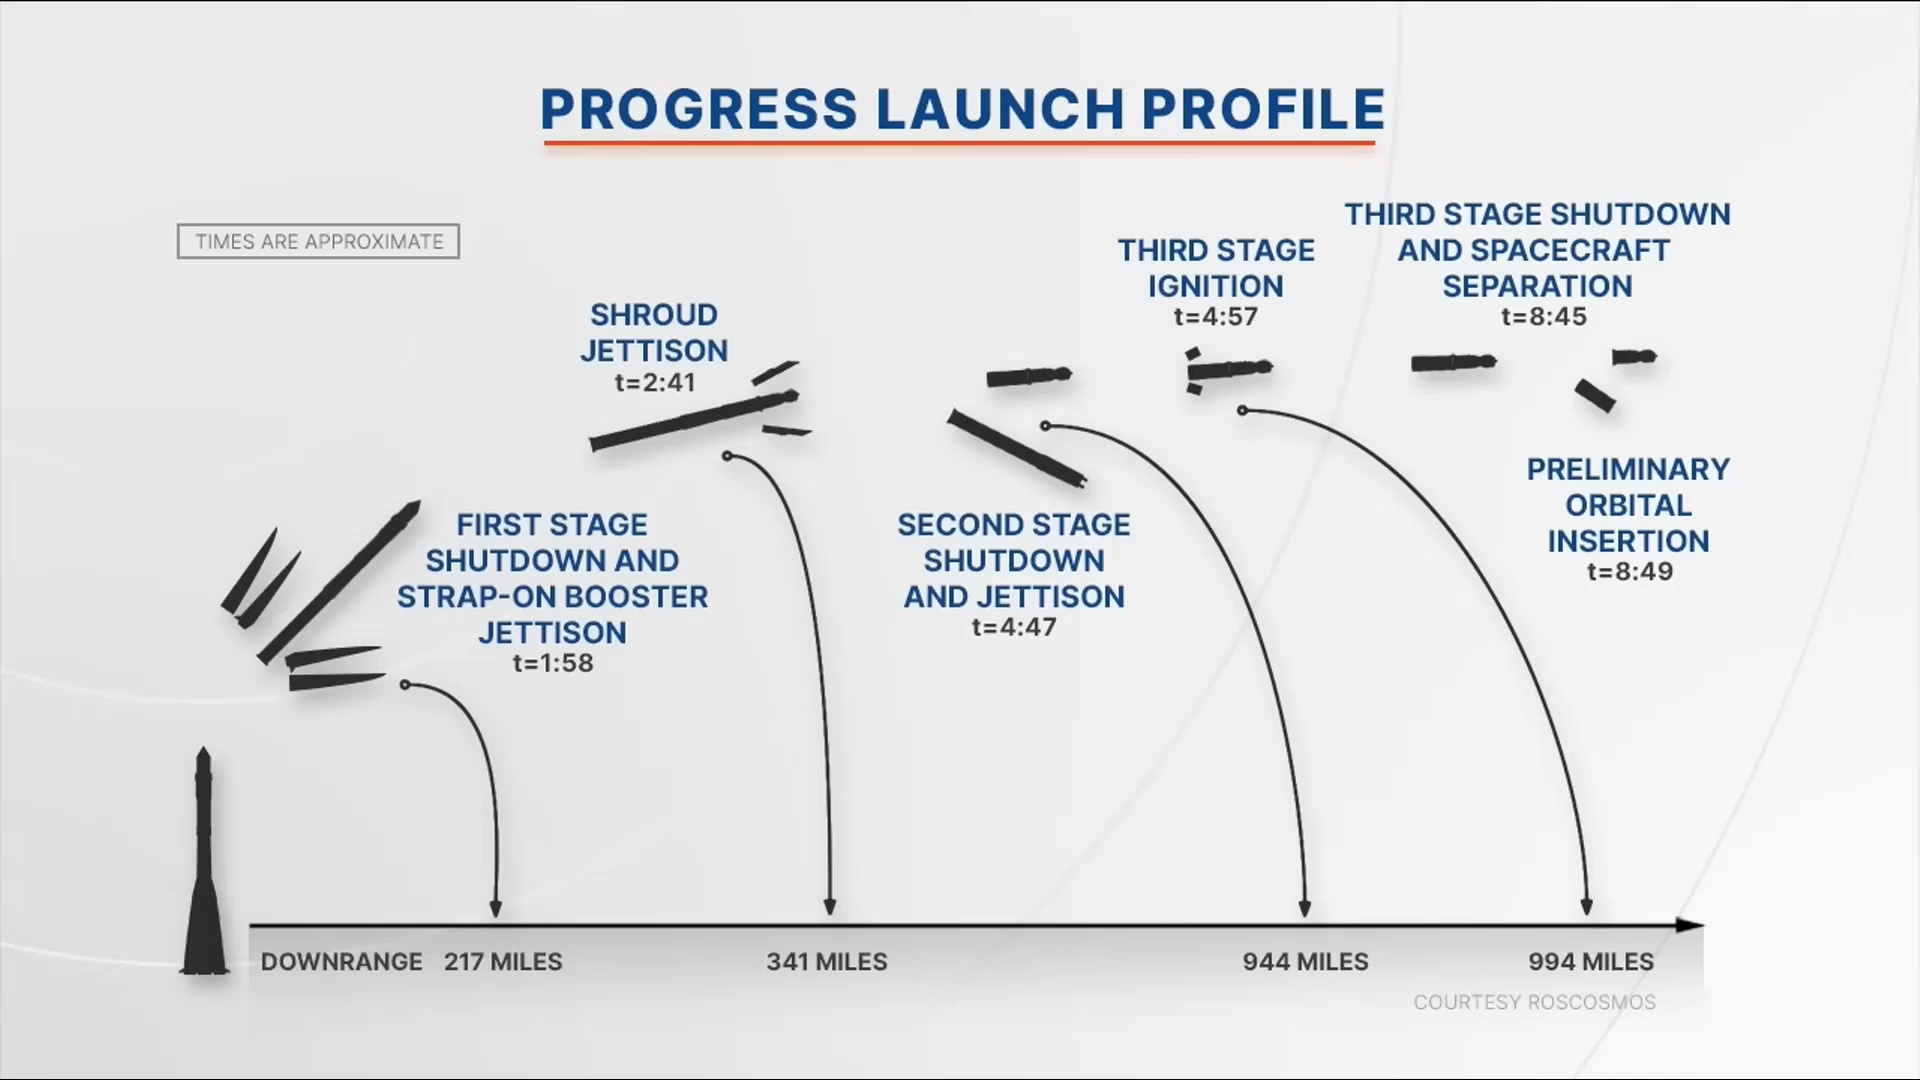 PROGRESS LAUNCH PROFILE
TIMES ARE APPROXIMATE
FIRST STAGE
SHUTDOWN AND
STRAP-ON BOOSTER
JETTISON
t=1:58
SHROUD
JETTISON
t=2:41
SECOND STAGE
SHUTDOWN
AND JETTISON
t=4:47
THIRD STAGE
IGNITION
t=4:57
THIRD STAGE SHUTDOWN
AND SPACECRAFT
SEPARATION
t=8:45
PRELIMINARY
ORBITAL
INSERTION
t=8:49
DOWNRANGE 217 MILES 341 MILES 944 MILES 994 MILES
COURTESY ROSCOSMOS